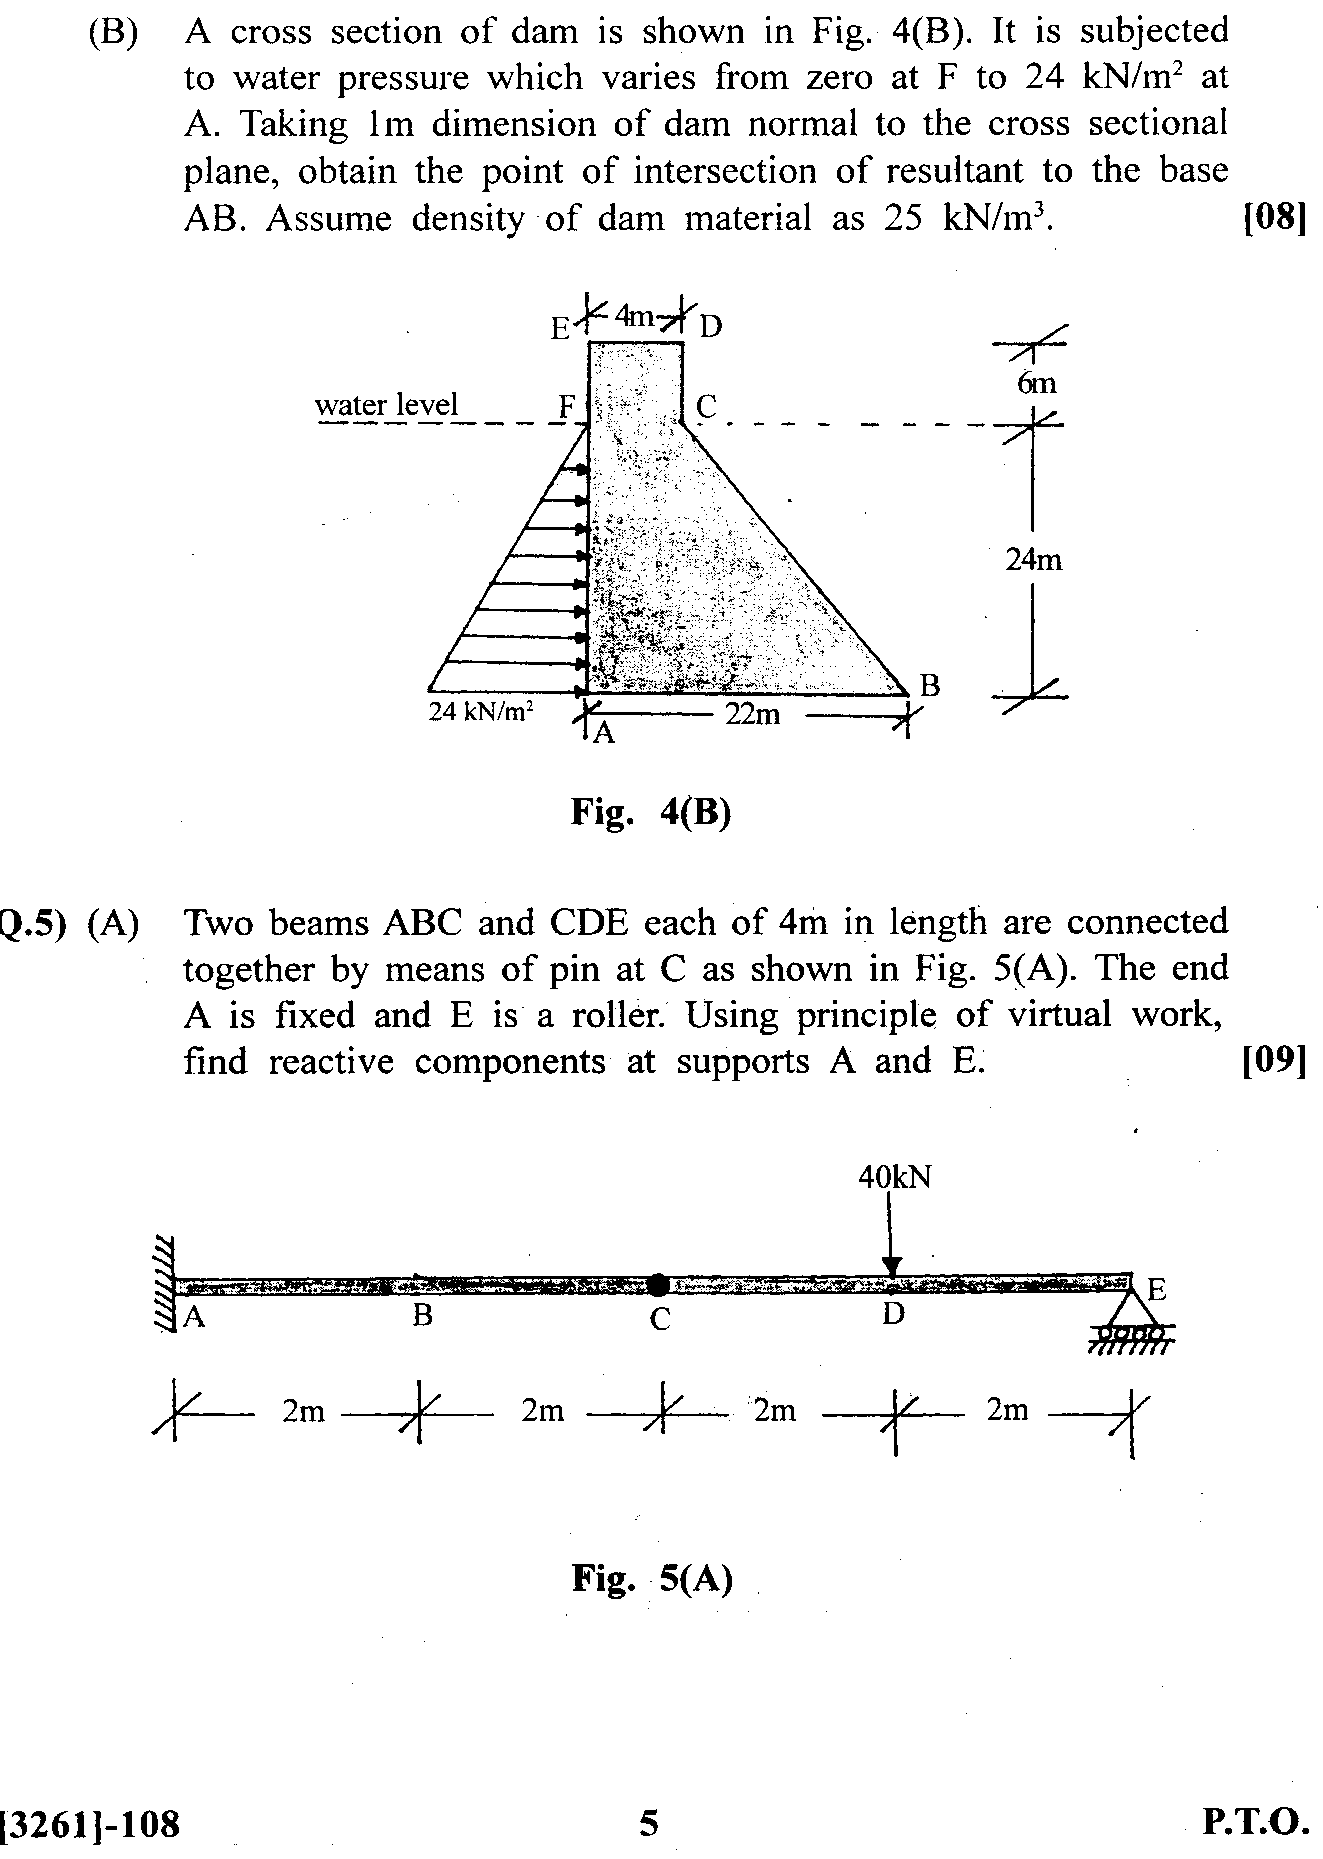 (B) A cross section of dam is shown in Fig. 4(B). It is subjected
to water pressure which varies from zero at F to 24 kN/m² at
A. Taking 1m dimension of dam normal to the cross sectional
plane, obtain the point of intersection of resultant to the base
AB. Assume density of dam material as 25 kN/m³. [08]
E 4m D
6m
water level F C
24m
B
24 kN/m² 22m
A
Fig. 4(B)
Q.5) (A) Two beams ABC and CDE each of 4m in length are connected
together by means of pin at C as shown in Fig. 5(A). The end
A is fixed and E is a roller. Using principle of virtual work,
find reactive components at supports A and E. [09]
40kN
A B C D E
2m 2m 2m 2m
Fig. 5(A)
[3261]-108 5 P.T.O.